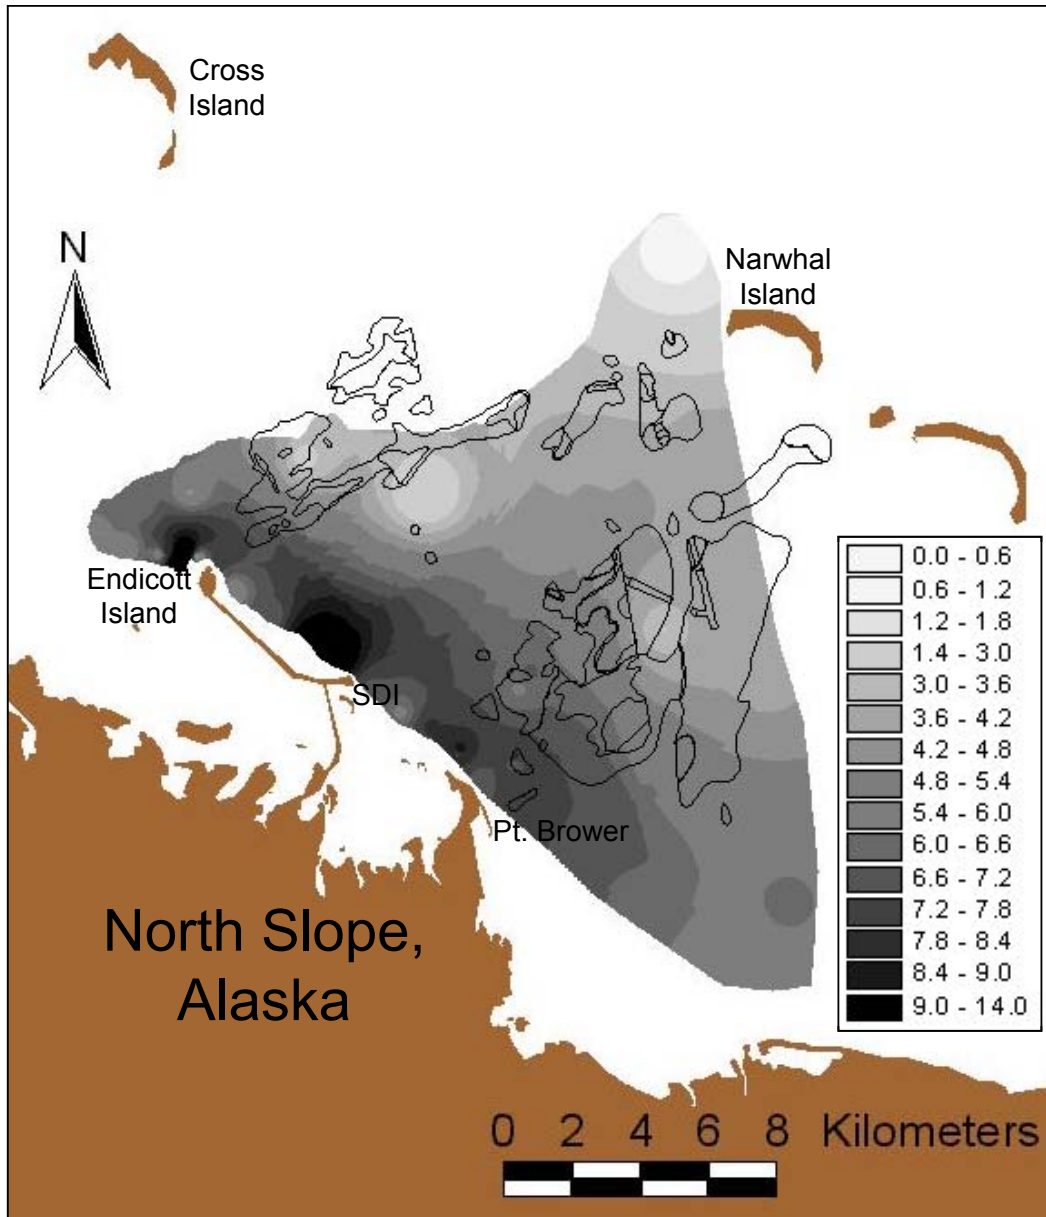 Cross
Island
N
Narwhal
Island
Endicott
Island
SDI
Pt. Brower
North Slope,
Alaska
0.0 - 0.6
0.6 - 1.2
1.2 - 1.8
1.4 - 3.0
3.0 - 3.6
3.6 - 4.2
4.2 - 4.8
4.8 - 5.4
5.4 - 6.0
6.0 - 6.6
6.6 - 7.2
7.2 - 7.8
7.8 - 8.4
8.4 - 9.0
9.0 - 14.0
0 2 4 6 8 Kilometers